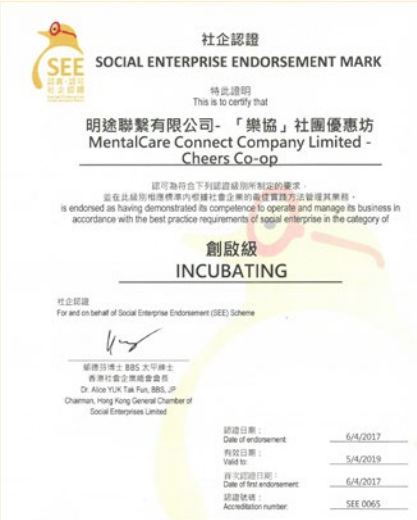 SEE
社企認證
SOCIAL ENTERPRISE ENDORSEMENT MARK
特此證明
This is to certify that
明途聯繫有限公司- 「樂協」社團優惠坊
MentalCare Connect Company Limited -
Cheers Co-op
認可為符合下列認證級別所制定的要求，
並在此級別相應標準內根據社會企業的最佳實踐方法管理其業務。
is endorsed as having demonstrated its competence to operate and manage its business in
accordance with the best practice requirements of social enterprise in the category of
創啟級
INCUBATING
社企認證
For and on behalf of Social Enterprise Endorsement (SEE) Scheme
BBS 太平紳士
香港社會企業總會會長
Dr. Alice YUK Tak Fun, BBS, JP
Chairman, Hong Kong General Chamber of
Social Enterprises Limited
認證日期：
Date of endorsement: 6/4/2017
有效日期：
Valid to: 5/4/2019
首次認證日期：
Date of first endorsement: 6/4/2017
認證號碼：
Accreditation number: SEE 0065